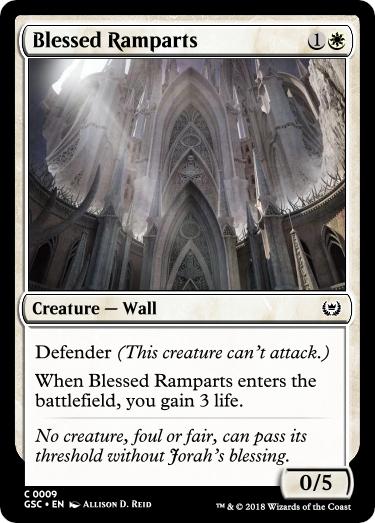 Blessed Ramparts 1
Creature — Wall
Defender (This creature can't attack.)
When Blessed Ramparts enters the
battlefield, you gain 3 life.
No creature, foul or fair, can pass its
threshold without Jorah's blessing.
0/5
C 0009
GSC • EN Allison D. Reid
™ & © 2018 Wizards of the Coast